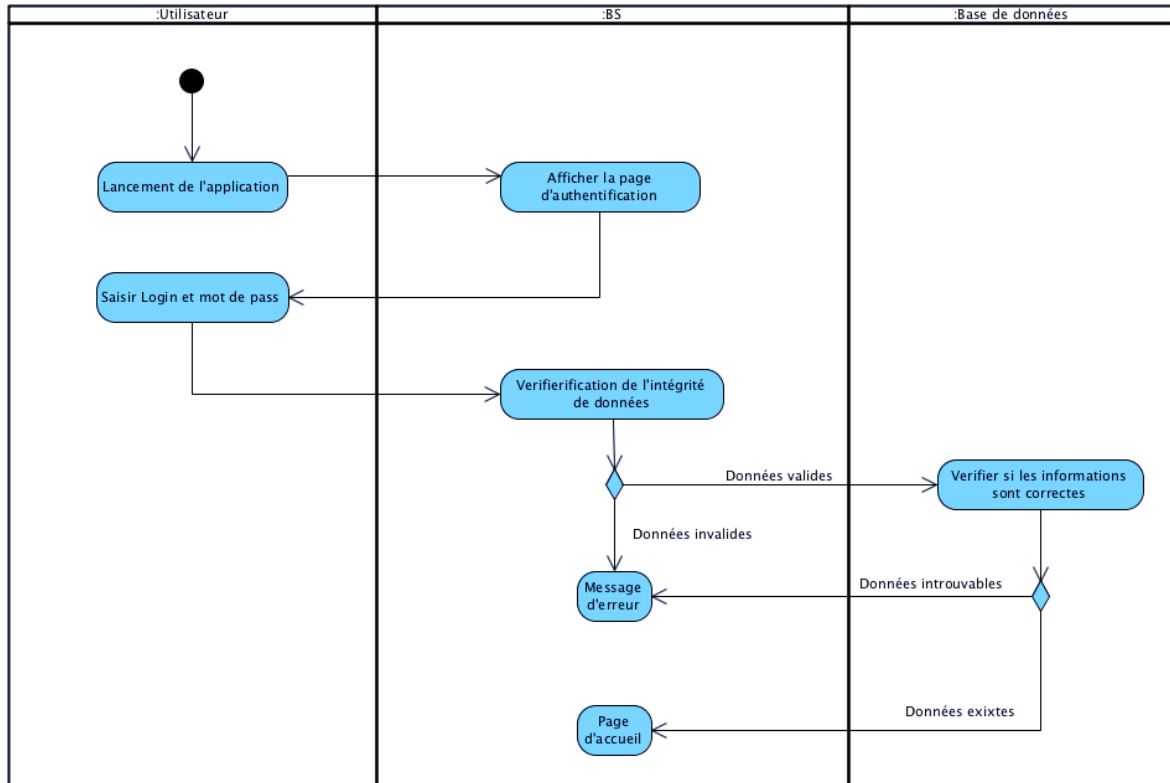 :Utilisateur
:BS
:Base de données
Lancement de l'application
Afficher la page
d'authentification
Saisir Login et mot de pass
Verifierification de l'intégrité
de données
Données valides
Verifier si les informations
sont correctes
Données invalides
Message
d'erreur
Données introuvables
Données exixtes
Page
d'accueil